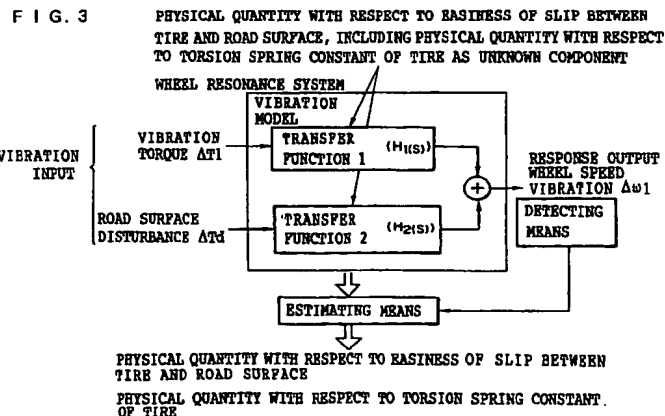 F I G. 3
PHYSICAL QUANTITY WITH RESPECT TO EASINESS OF SLIP BETWEEN
TIRE AND ROAD SURFACE, INCLUDING PHYSICAL QUANTITY WITH RESPECT
TO TORSION SPRING CONSTANT OF TIRE AS UNKNOWN COMPONENT
WHEEL RESONANCE SYSTEM
VIBRATION
MODEL
VIBRATION
INPUT
VIBRATION
TORQUE ΔT1
TRANSFER
FUNCTION 1
(H1(S))
ROAD SURFACE
DISTURBANCE ΔTd
TRANSFER
FUNCTION 2
(H2(S))
+
RESPONSE OUTPUT
WHEEL SPEED
VIBRATION Δω1
DETECTING
MEANS
ESTIMATING MEANS
PHYSICAL QUANTITY WITH RESPECT TO EASINESS OF SLIP BETWEEN
TIRE AND ROAD SURFACE
PHYSICAL QUANTITY WITH RESPECT TO TORSION SPRING CONSTANT.
OF TIRE